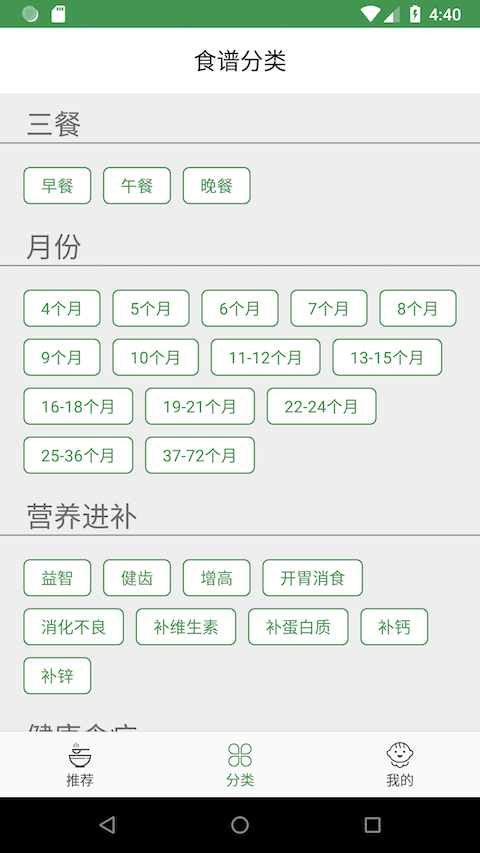 4:40
食谱分类
三餐
早餐 午餐 晚餐
月份
4个月 5个月 6个月 7个月 8个月
9个月 10个月 11-12个月 13-15个月
16-18个月 19-21个月 22-24个月
25-36个月 37-72个月
营养进补
益智 健齿 增高 开胃消食
消化不良 补维生素 补蛋白质 补钙
补锌
推荐 分类 我的